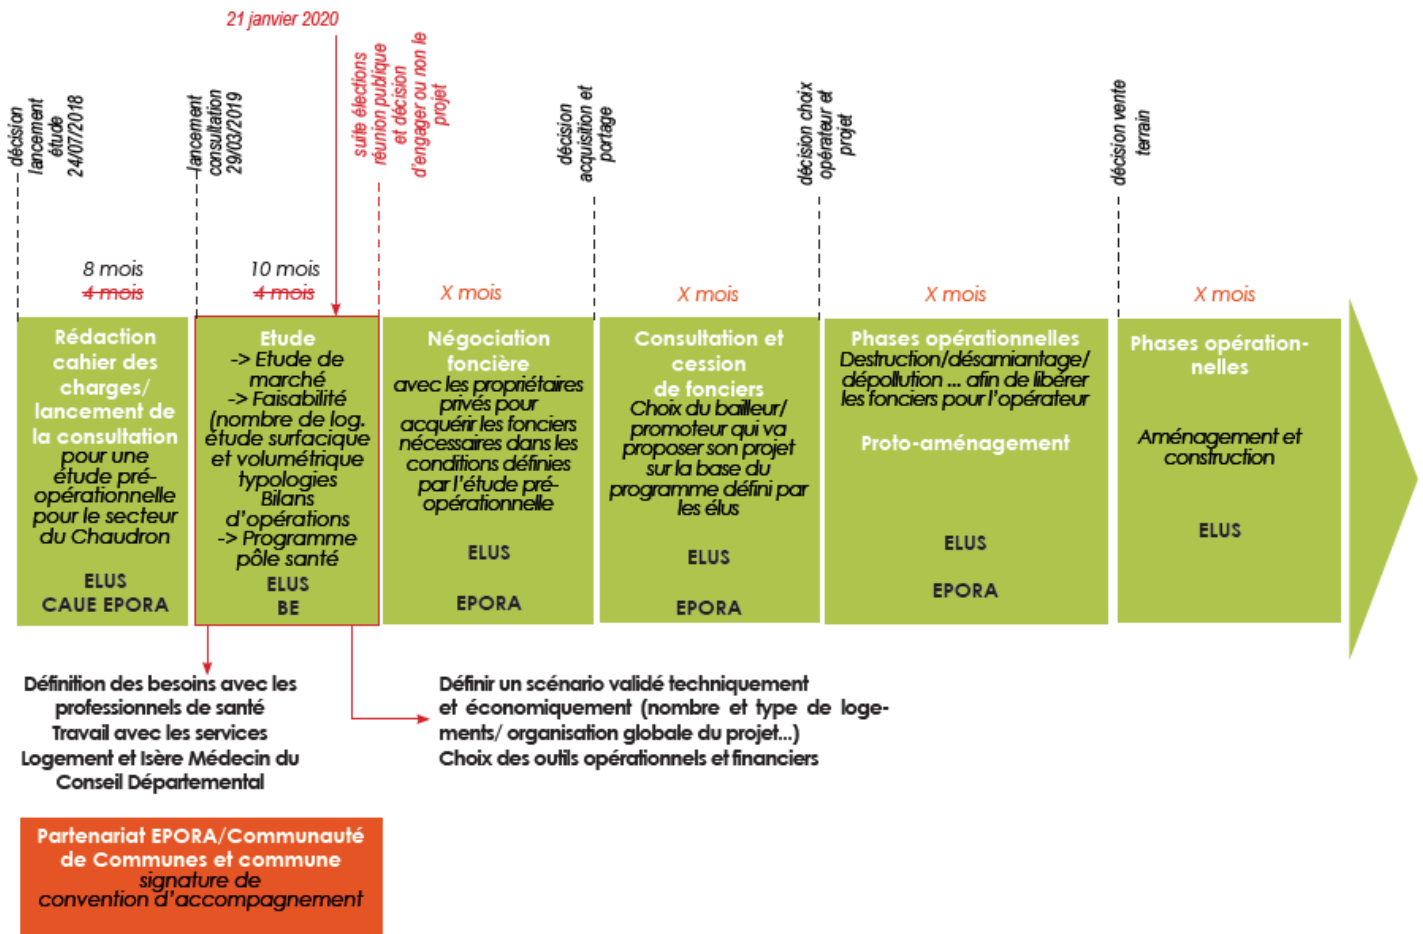 21 janvier 2020
décision
lancement
étude
24/07/2018
lancement
consultation
29/03/2019
suite élections
réunion publique
et décision
d'engager ou non le
projet
décision
acquisition et
portage
décision choix
opérateur et
projet
décision vente
terrain
8 mois
4 mois
10 mois
4 mois
X mois
X mois
X mois
X mois
Rédaction
cahier des
charges/
lancement de
la consultation
pour une
étude pré-
opérationnelle
pour le secteur
du Chaudron
ELUS
CAUE EPORA
Etude
-> Etude de
marché
-> Faisabilité
(nombre de log.
étude surfacique
et volumétrique
typologies
Bilans
d'opérations
-> Programme
pôle santé
ELUS
BE
Négociation
foncière
avec les propriétaires
privés pour
acquérir les fonciers
nécessaires dans les
conditions définies
par l'étude pré-
opérationnelle
ELUS
EPORA
Consultation et
cession
de fonciers
Choix du bailleur/
promoteur qui va
proposer son projet
sur la base du
programme défini par
les élus
ELUS
EPORA
Phases opérationnelles
Destruction/désamiantage/
dépollution ... afin de libérer
les fonciers pour l'opérateur
Proto-aménagement
ELUS
EPORA
Phases opération-
nelles
Aménagement et
construction
ELUS
Définition des besoins avec les
professionnels de santé
Travail avec les services
Logement et Isère Médecin du
Conseil Départemental
Définir un scénario validé techniquement
et économiquement (nombre et type de loge-
ments/ organisation globale du projet...)
Choix des outils opérationnels et financiers
Partenariat EPORA/Communauté
de Communes et commune
signature de
convention d'accompagnement